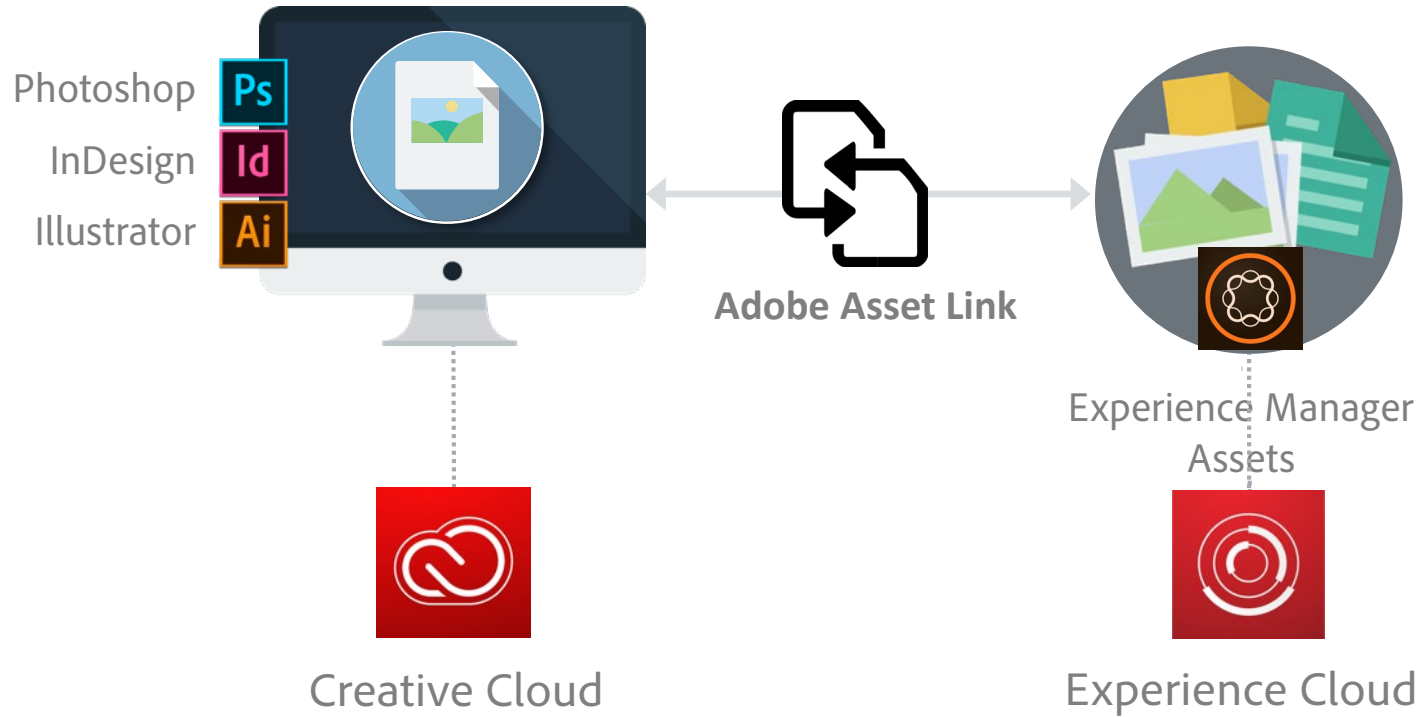 Photoshop
Ps
InDesign
Id
Illustrator
Ai
Adobe Asset Link
Experience Manager
Assets
Creative Cloud
Experience Cloud